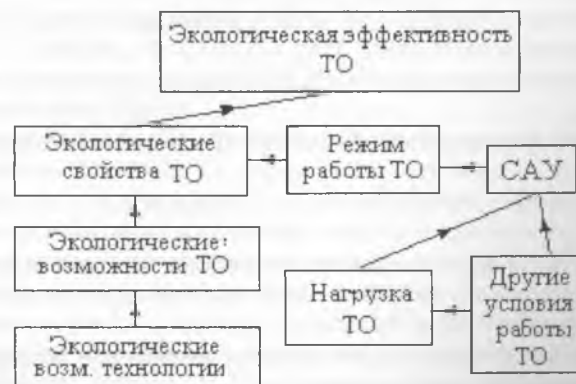 Экологическая эффективность
ТО
Экологические
свойства ТО
Режим
работы ТО
САУ
Экологические
возможности ТО
Нагрузка
ТО
Другие
условия
работы
ТО
Экологические
возм. технологии